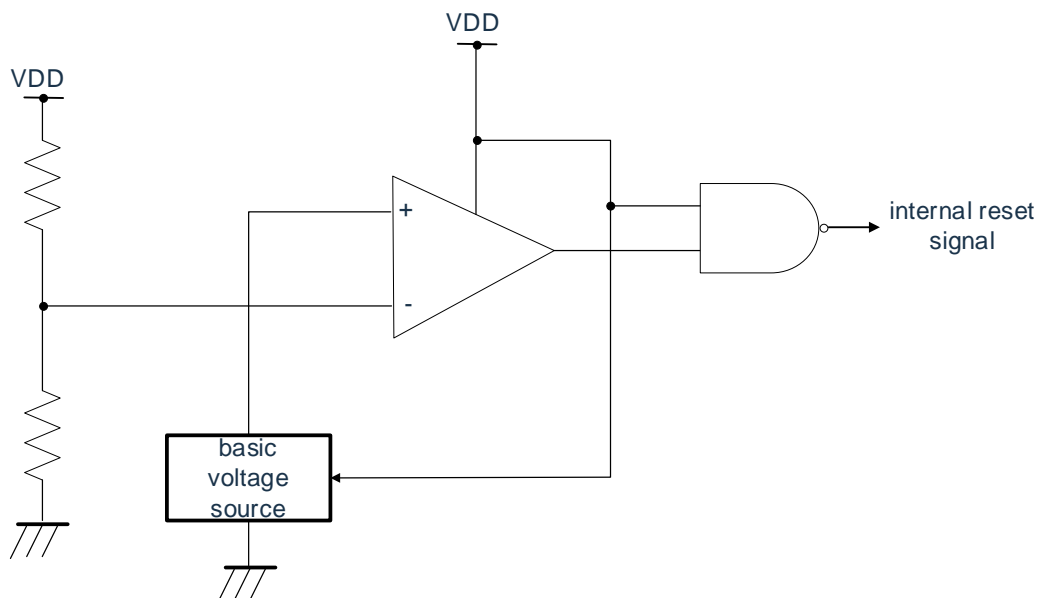 VDD
VDD
+
-
internal reset
signal
basic
voltage
source